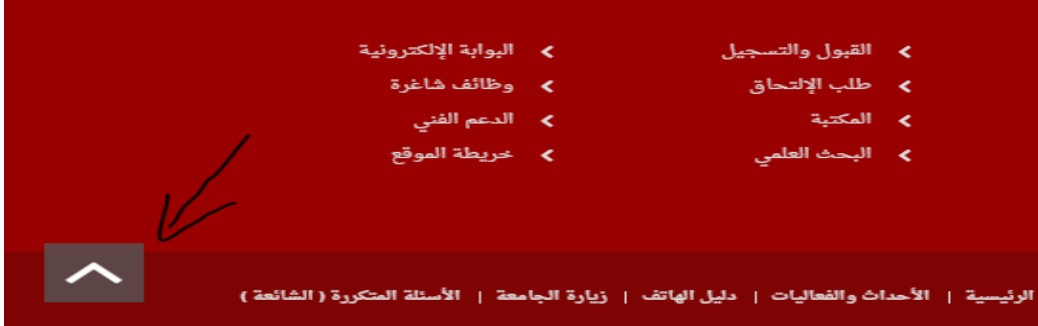 القبول والتسجيل
طلب الإلتحاق
المكتبة
البحث العلمي
البوابة الإلكترونية
وظائف شاغرة
الدعم الفني
خريطة الموقع
الرئيسية | الأحداث والفعاليات | دليل الهاتف | زيارة الجامعة | الأسئلة المتكررة ( الشائعة )